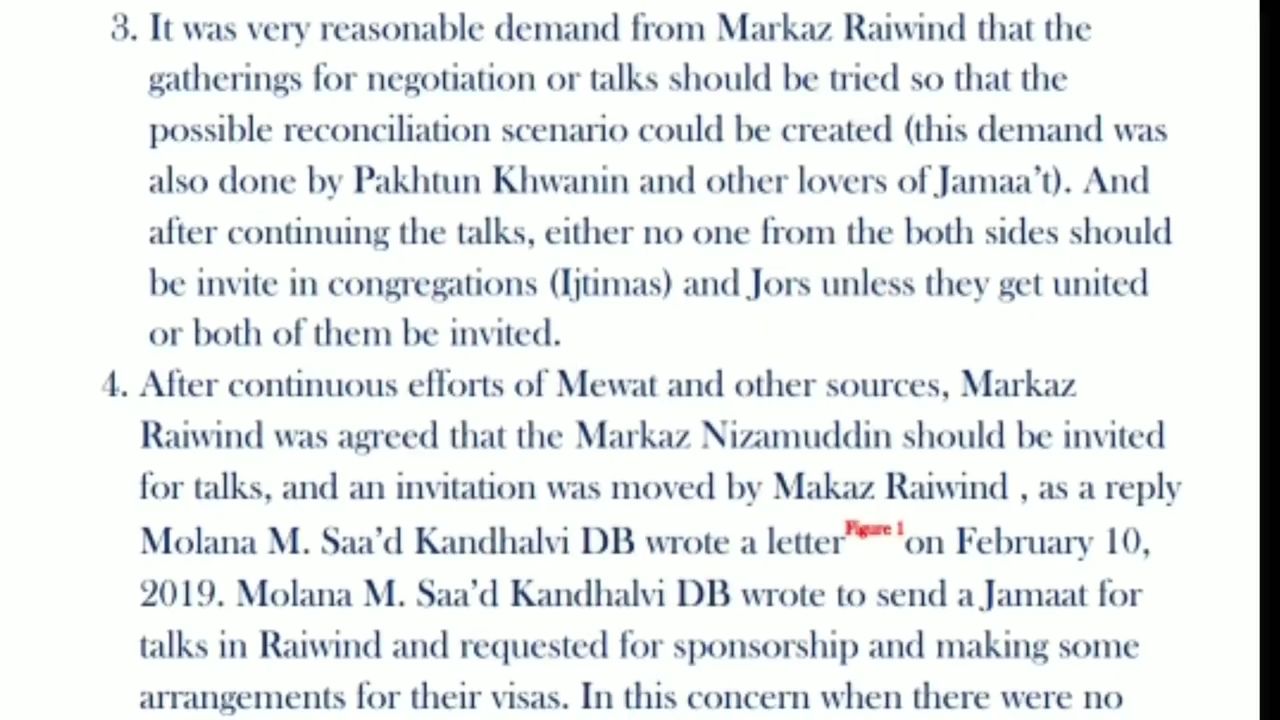 3. It was very reasonable demand from Markaz Raiwind that the
gatherings for negotiation or talks should be tried so that the
possible reconciliation scenario could be created (this demand was
also done by Pakhtun Khwanin and other lovers of Jamaa't). And
after continuing the talks, either no one from the both sides should
be invite in congregations (Ijtimas) and Jors unless they get united
or both of them be invited.
4. After continuous efforts of Mewat and other sources, Markaz
Raiwind was agreed that the Markaz Nizamuddin should be invited
for talks, and an invitation was moved by Makaz Raiwind , as a reply
Molana M. Saa'd Kandhalvi DB wrote a letter Figure 1 on February 10,
2019. Molana M. Saa'd Kandhalvi DB wrote to send a Jamaat for
talks in Raiwind and requested for sponsorship and making some
arrangements for their visas. In this concern when there were no